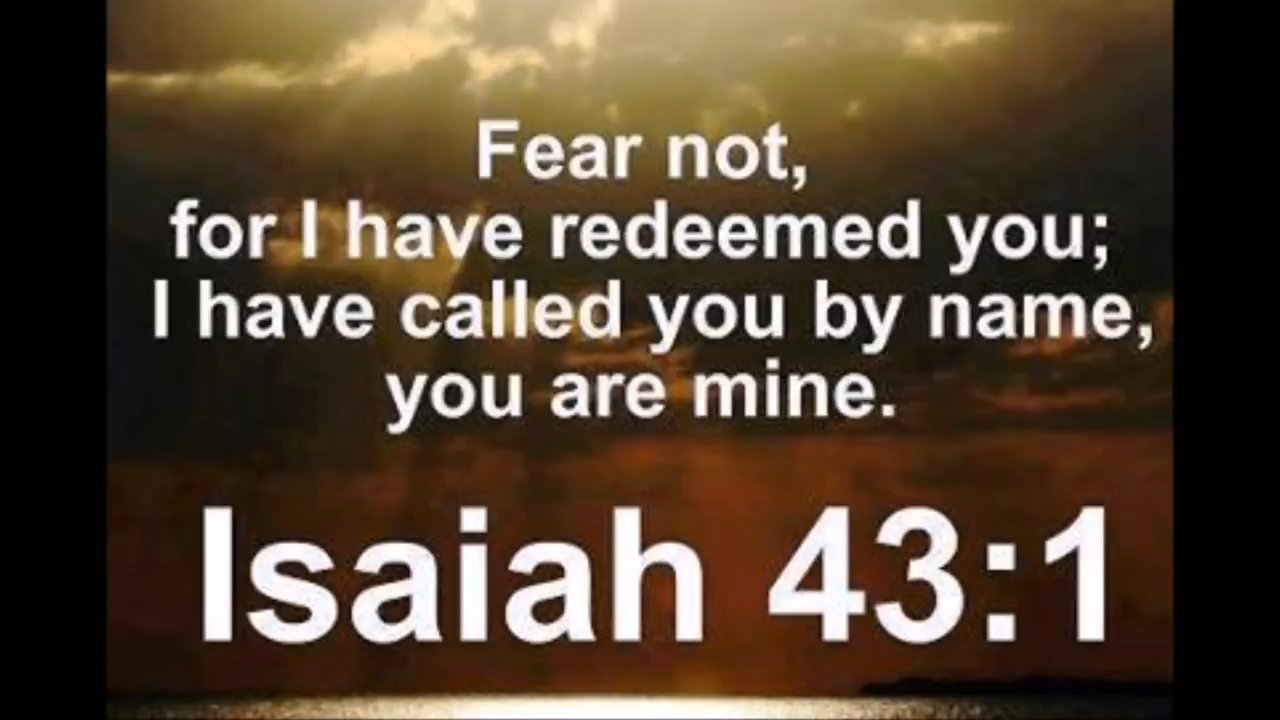 Fear not,
for I have redeemed you;
I have called you by name,
you are mine.
Isaiah 43:1